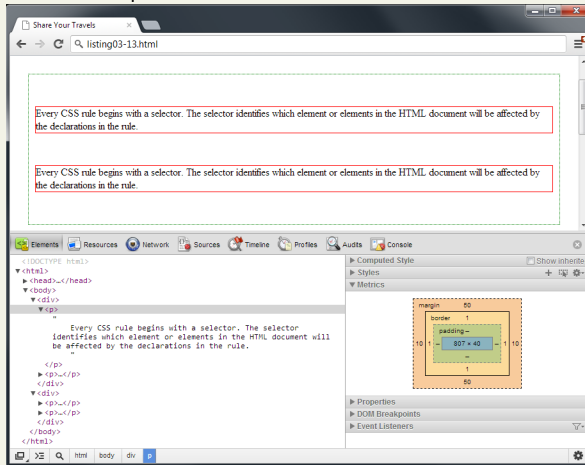 Share Your Travels
listing03-13.html
Every CSS rule begins with a selector. The selector identifies which element or elements in the HTML document will be affected by
the declarations in the rule.
Every CSS rule begins with a selector. The selector identifies which element or elements in the HTML document will be affected by
the declarations in the rule.
Elements Resources Network Sources Timeline Profiles Audits Console
<!DOCTYPE html>
▼<html>
▶<head>…</head>
▼<body>
▼<div>
▼<p>
"
Every CSS rule begins with a selector. The selector
identifies which element or elements in the HTML document will
be affected by the declarations in the rule.
"
</p>
▶<p>…</p>
</div>
▼<div>
▶<p>…</p>
▶<p>…</p>
</div>
</body>
</html>
▶ Computed Style Show inherite
▶ Styles
▼ Metrics
margin 50
border 1
padding –
10 1 – 807 × 40 – 1 10
–
1
50
▶ Properties
▶ DOM Breakpoints
▶ Event Listeners
html body div p